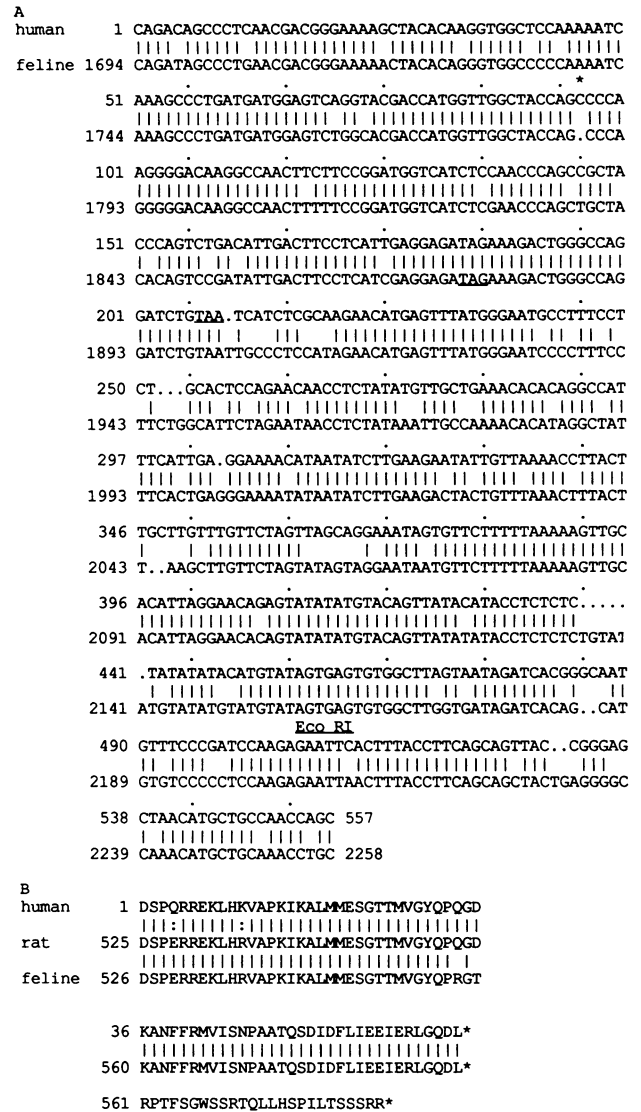 A
human 1 CAGACAGCCCTCAACGACGGGAAAAGCTACACAAGGTGGCTCCAAAAATC
feline 1694 CAGATAGCCCTGAACGACGGGAAAAACTACACAGGGTGGCCCCCAAAATC
*
51 AAAGCCCTGATGATGGAGTCAGGTACGACCATGGTTGGCTACCAGCCCCA
1744 AAAGCCCTGATGATGGAGTCTGGCACGACCATGGTTGGCTACCAG.CCCA
101 AGGGGACAAGGCCAACTTCTTCCGGATGGTCATCTCCAACCCAGCCGCTA
1793 GGGGGACAAGGCCAACTTTTTCCGGATGGTCATCTCGAACCCAGCTGCTA
151 CCCAGTCTGACATTGACTTCCTCATTGAGGAGATAGAAAGACTGGGCCAG
1843 CACAGTCCGATATTGACTTCCTCATCGAGGAGATAGAAAGACTGGGCCAG
201 GATCTGTAA.TCATCTCGCAAGAACATGAGTTTATGGGAATGCCTTTCCT
1893 GATCTGTAATTGCCCTCCATAGAACATGAGTTTATGGGAATCCCCTTTCC
250 CT...GCACTCCAGAACAACCTCTATATGTTGCTGAAACACACAGGCCAT
1943 TTCTGGCATTCTAGAATAACCTCTATAAATTGCCAAAACACATAGGCTAT
297 TTCATTGA.GGAAAACATAATATCTTGAAGAATATTGTTAAAACCTTACT
1993 TTCACTGAGGGAAAATATAATATCTTGAAGACTACTGTTTAAACTTTACT
346 TGCTTGTTTGTTCTAGTTAGCAGGAAATAGTGTTCTTTTTAAAAAGTTGC
2043 T..AAGCTTGTTCTAGTATAGTAGGAATAATGTTCTTTTTAAAAAGTTGC
396 ACATTAGGAACAGAGTATATATGTACAGTTATACATACCTCTCTC.....
2091 ACATTAGGAACACAGTATATATGTACAGTTATATATACCTCTCTCTGTAT
441 .TATATATACATGTATAGTGAGTGTGGCTTAGTAATAGATCACGGGCAAT
2141 ATGTATATGTATGTATAGTGAGTGTGGCTTGGTGATAGATCACAG..CAT
Eco RI
490 GTTTCCCGATCCAAGAGAATTCACTTTACCTTCAGCAGTTAC..CGGGAG
2189 GTGTCCCCCTCCAAGAGAATTAACTTTACCTTCAGCAGCTACTGAGGGGC
538 CTAACATGCTGCCAACCAGC 557
2239 CAAACATGCTGCAAACCTGC 2258
B
human 1 DSPQRREKLHKVAPKIKALMMESGTTMVGYQPQGD
rat 525 DSPERREKLHRVAPKIKALMMESGTTMVGYQPQGD
feline 526 DSPERREKLHRVAPKIKALMMESGTTMVGYQPRGT
36 KANFFRMVISNPAATQSDIDFLIEEIERLGQDL*
560 KANFFRMVISNPAATQSDIDFLIEEIERLGQDL*
561 RPTFSGWSSRTQLLHSPILTSSSRR*